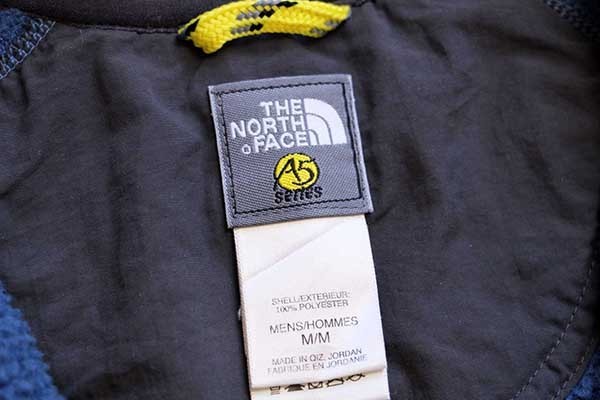 THE
NORTH
FACE
A5
series
SHELL/EXTERIEUR:
100% POLYESTER
MENS/HOMMES
M/M
MADE IN QIZ, JORDAN
FABRIQUE EN JORDANIE